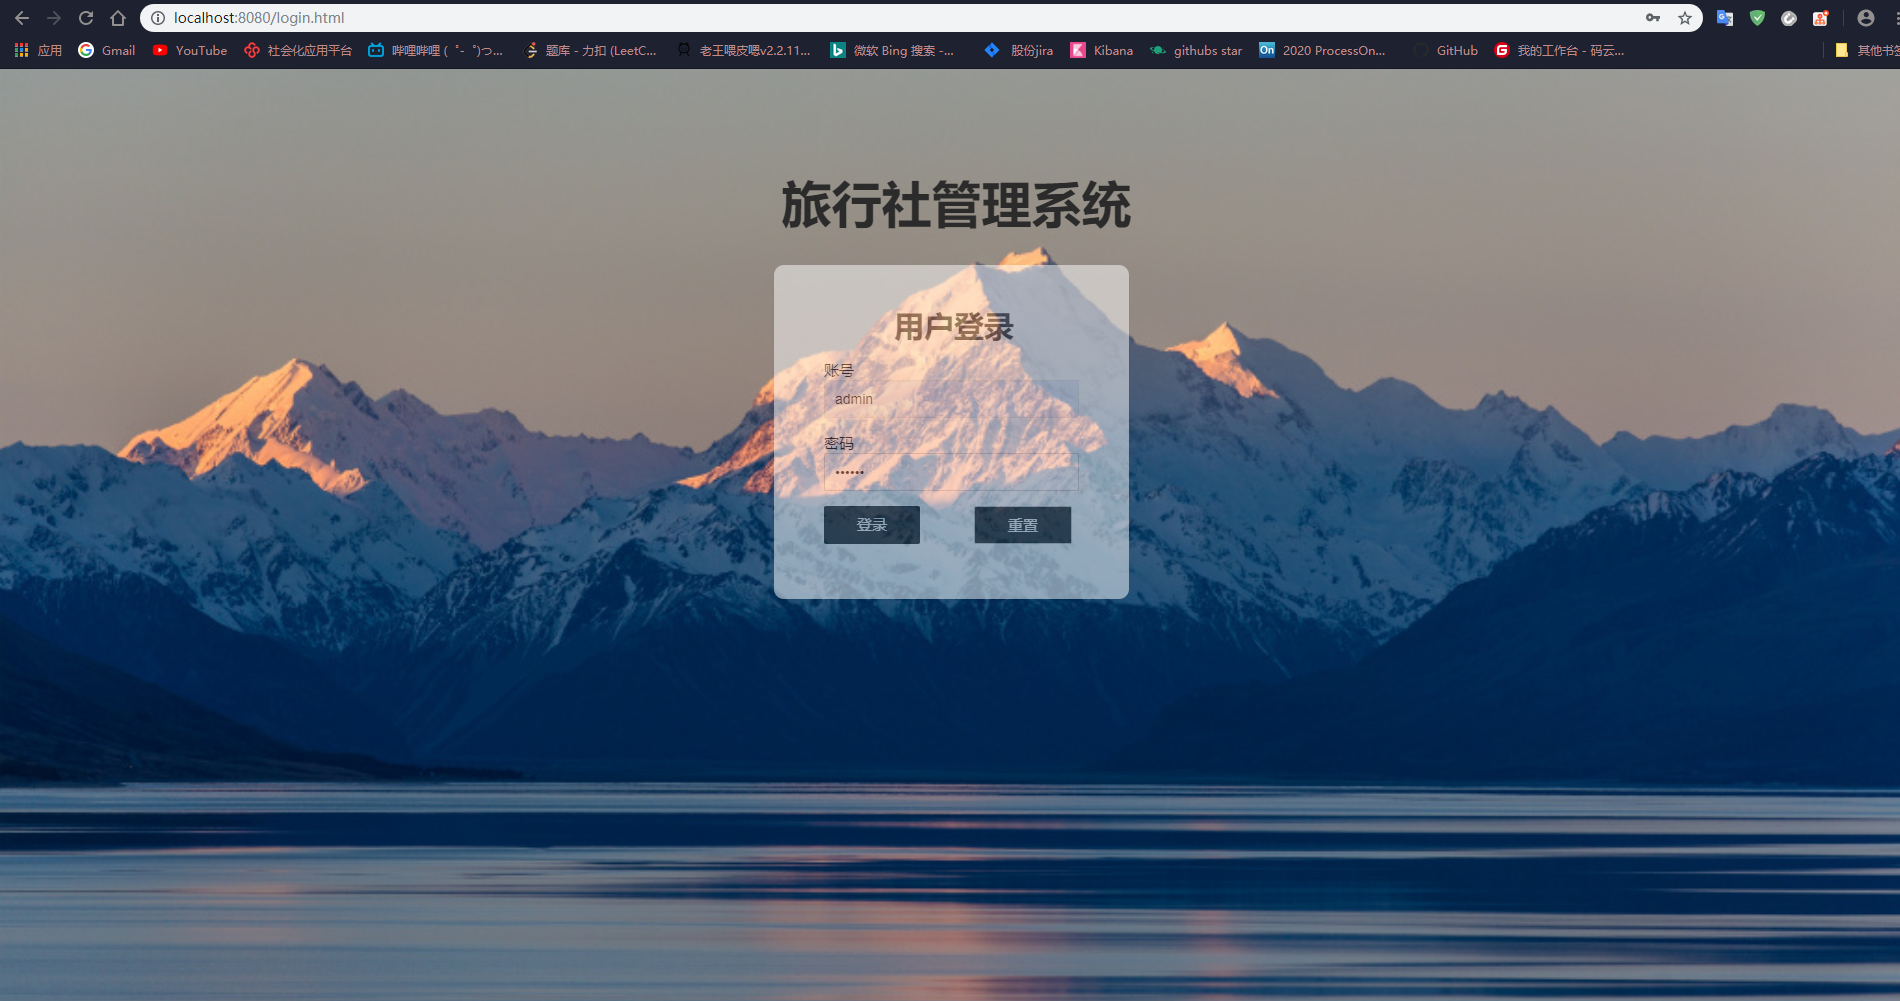 localhost:8080/login.html
应用 Gmail YouTube 社会化应用平台 哔哩哔哩 ( ゜- ゜)つ... 题库 - 力扣 (LeetC... 老王喂皮嗯v2.2.11... 微软 Bing 搜索 -... 股份jira Kibana githubs star On 2020 ProcessOn... GitHub G 我的工作台 - 码云... 其他书签
旅行社管理系统
用户登录
账号
admin
密码
••••••
登录 重置